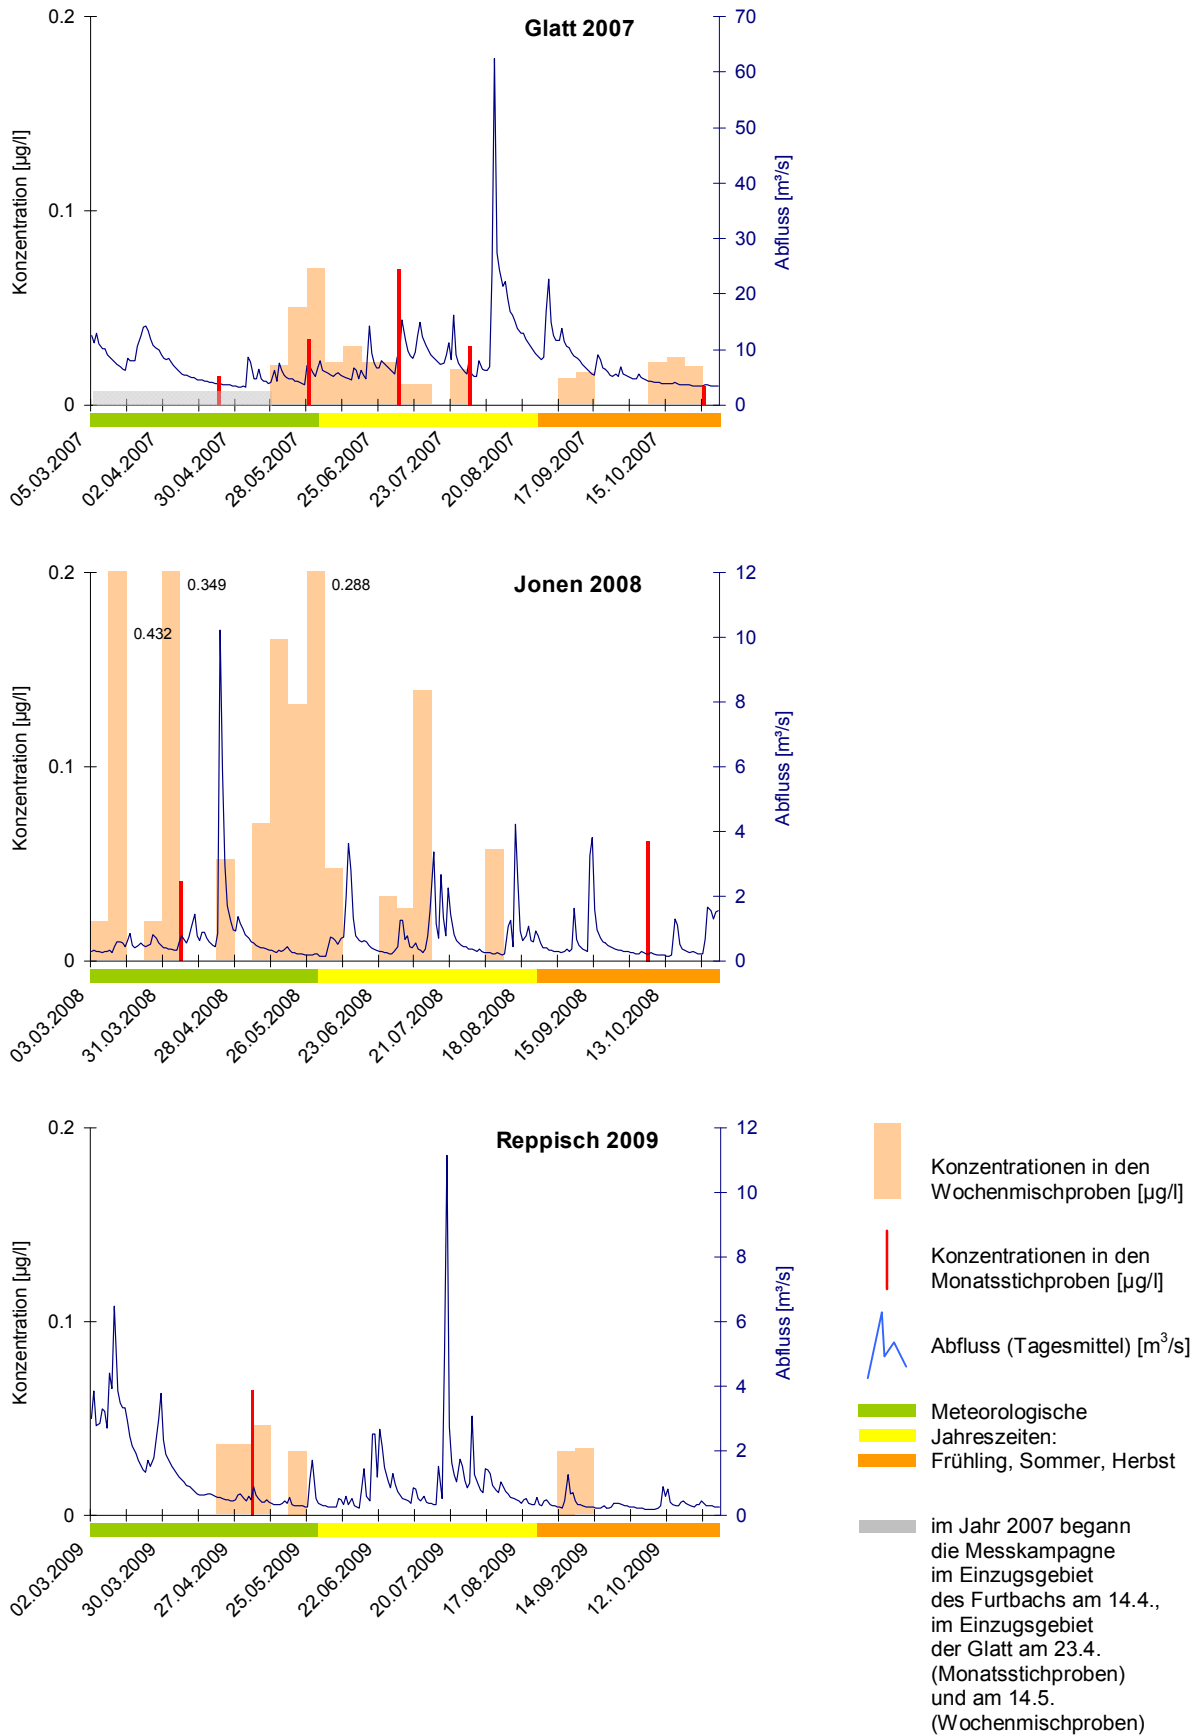 Glatt 2007
Konzentration [µg/l]
0.2
0.1
0
70
60
50
40
30
20
10
0
Abfluss [m³/s]
05.03.2007
02.04.2007
30.04.2007
28.05.2007
25.06.2007
23.07.2007
20.08.2007
17.09.2007
15.10.2007
Jonen 2008
Konzentration [µg/l]
0.2
0.1
0
0.432
0.349
0.288
12
10
8
6
4
2
0
Abfluss [m³/s]
03.03.2008
31.03.2008
28.04.2008
26.05.2008
23.06.2008
21.07.2008
18.08.2008
15.09.2008
13.10.2008
Reppisch 2009
Konzentration [µg/l]
0.2
0.1
0
12
10
8
6
4
2
0
Abfluss [m³/s]
02.03.2009
30.03.2009
27.04.2009
25.05.2009
22.06.2009
20.07.2009
17.08.2009
14.09.2009
12.10.2009
Konzentrationen in den
Wochenmischproben [µg/l]
Konzentrationen in den
Monatsstichproben [µg/l]
Abfluss (Tagesmittel) [m³/s]
Meteorologische
Jahreszeiten:
Frühling, Sommer, Herbst
im Jahr 2007 begann
die Messkampagne
im Einzugsgebiet
des Furtbachs am 14.4.,
im Einzugsgebiet
der Glatt am 23.4.
(Monatsstichproben)
und am 14.5.
(Wochenmischproben)